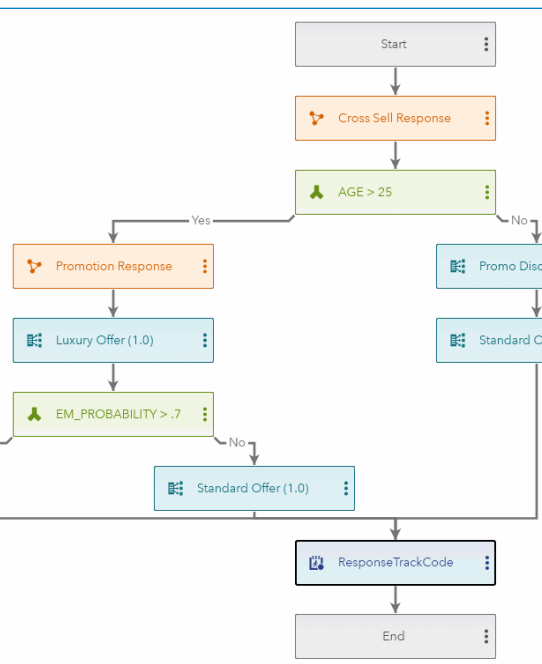 Start
Cross Sell Response
AGE > 25
Yes
No
Promotion Response
Promo Disc
Luxury Offer (1.0)
Standard O
EM_PROBABILITY > .7
No
Standard Offer (1.0)
ResponseTrackCode
End